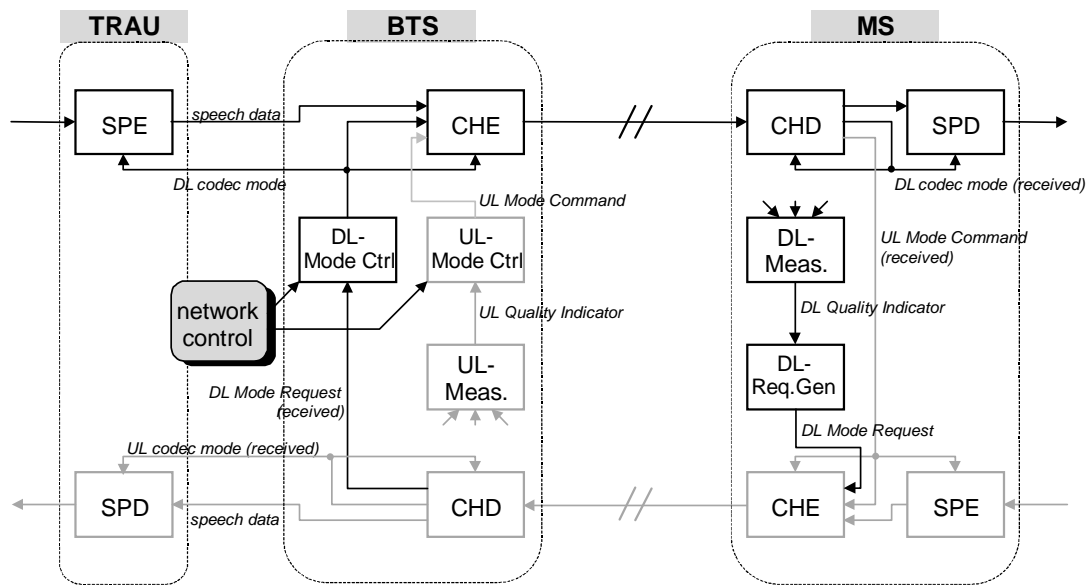 TRAU
BTS
MS
SPE
speech data
CHE
CHD
SPD
DL codec mode
DL codec mode (received)
UL Mode Command
DL-
Mode Ctrl
UL-
Mode Ctrl
DL-
Meas.
UL Mode Command
(received)
network
control
UL Quality Indicator
DL Quality Indicator
UL-
Meas.
DL-
Req.Gen
DL Mode Request
(received)
DL Mode Request
UL codec mode (received)
SPD
speech data
CHD
CHE
SPE